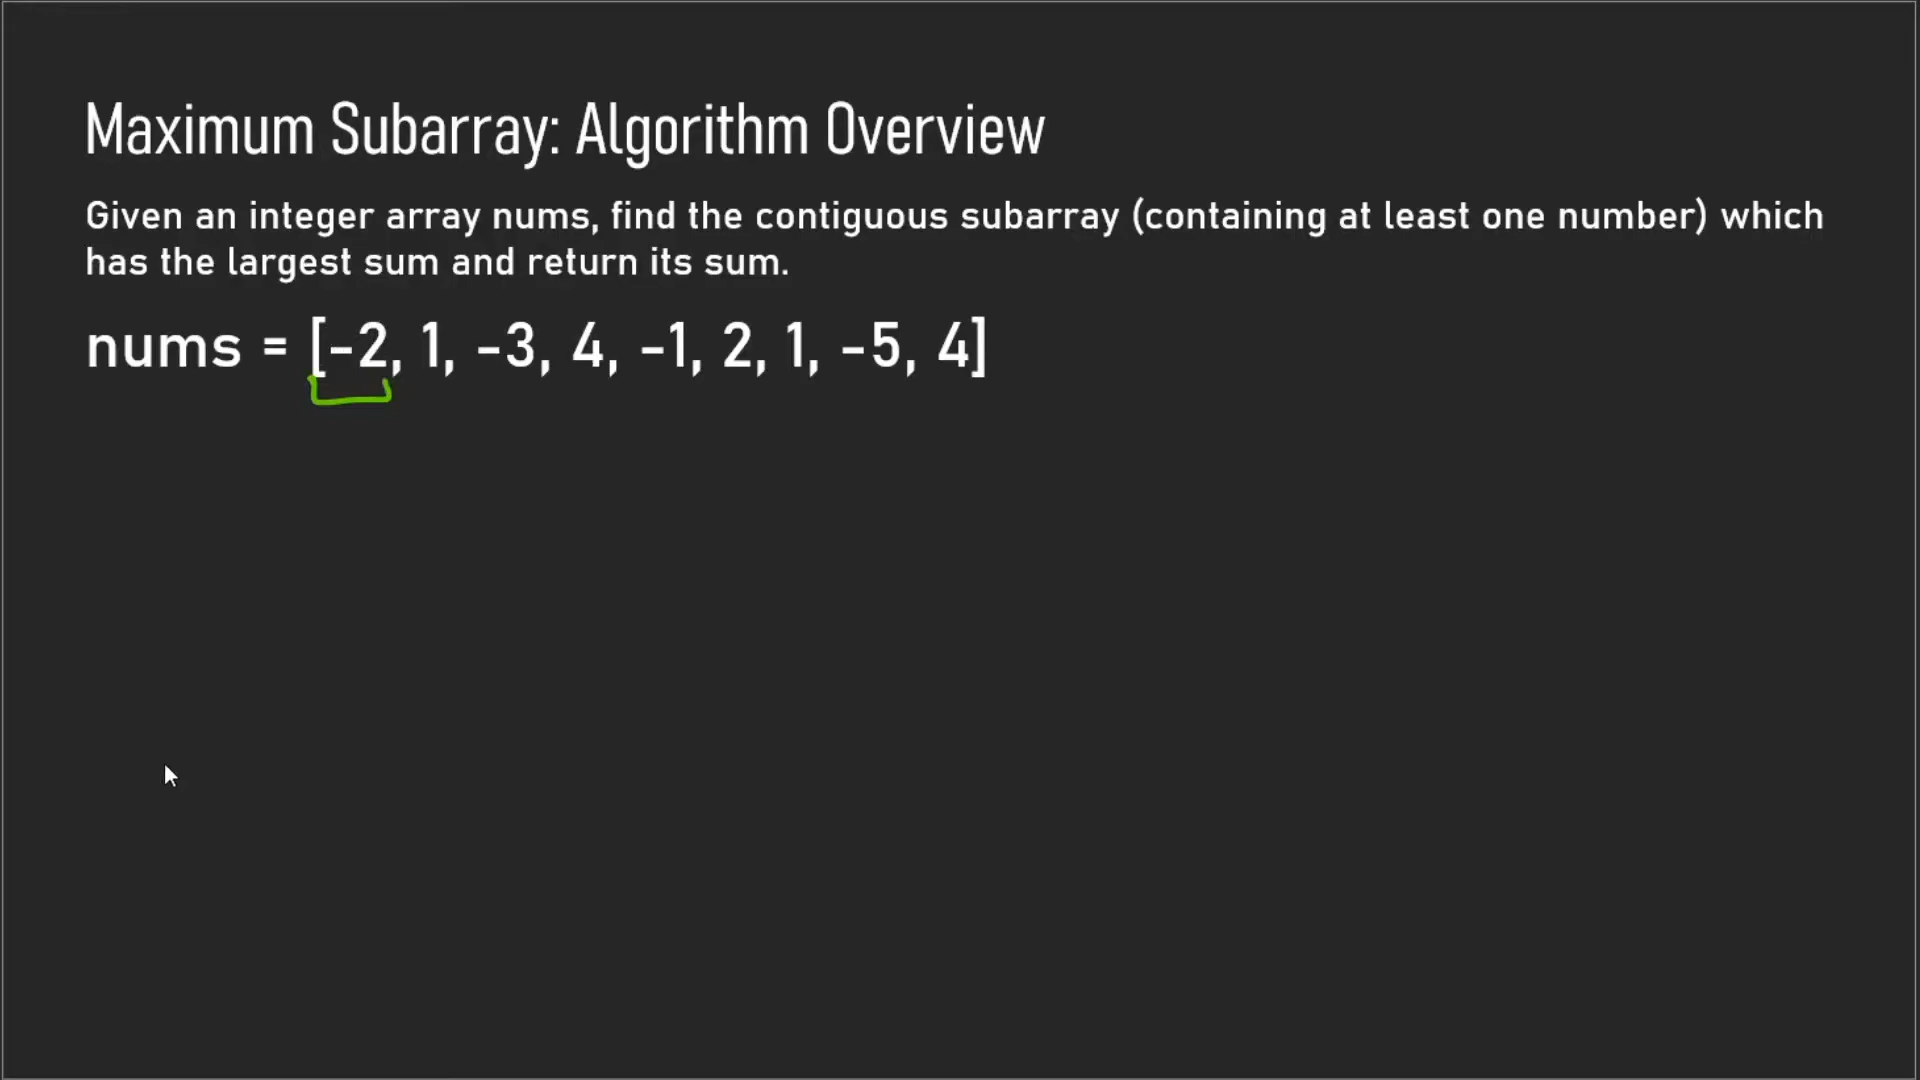 Maximum Subarray: Algorithm Overview
Given an integer array nums, find the contiguous subarray (containing at least one number) which
has the largest sum and return its sum.
nums = [-2, 1, -3, 4, -1, 2, 1, -5, 4]